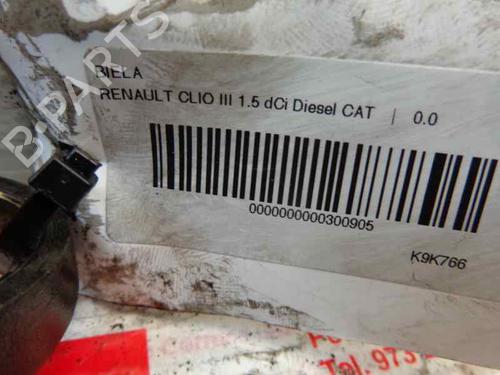 BIELA
RENAULT CLIO III 1.5 dCi Diesel CAT | 0.0
0000000000300905
K9K766
B-PARTS
Tel. 973